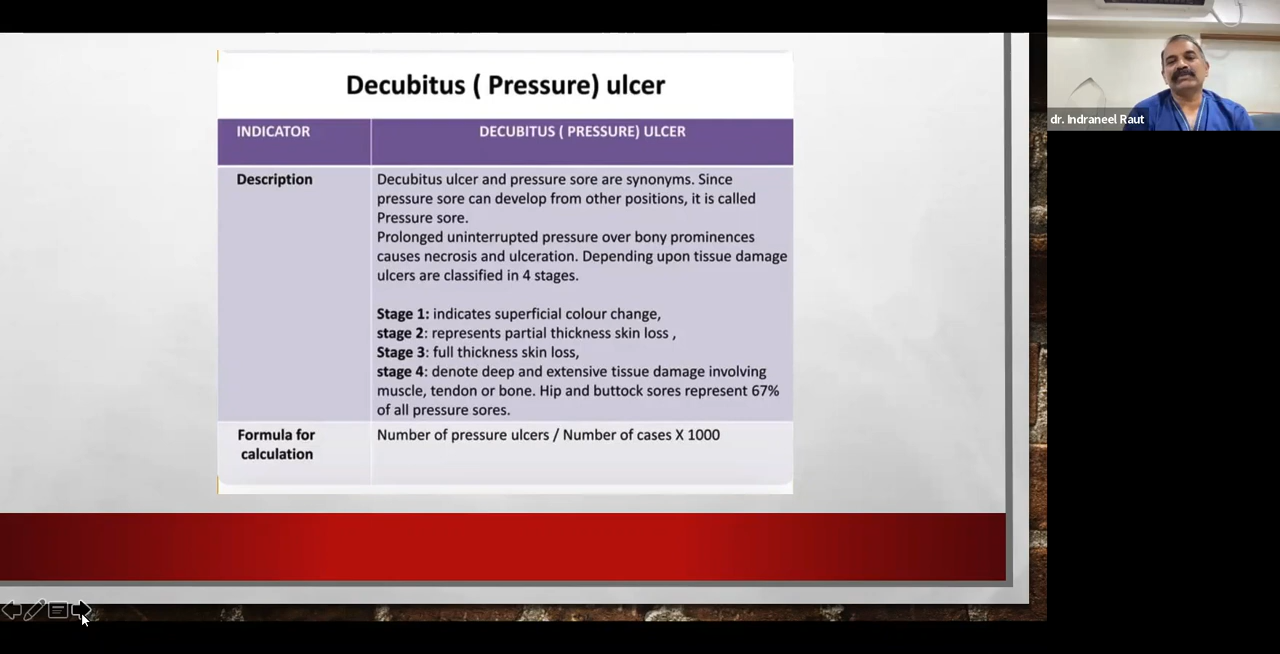 Decubitus ( Pressure) ulcer
INDICATOR
DECUBITUS ( PRESSURE) ULCER
Description
Decubitus ulcer and pressure sore are synonyms. Since
pressure sore can develop from other positions, it is called
Pressure sore.
Prolonged uninterrupted pressure over bony prominences
causes necrosis and ulceration. Depending upon tissue damage
ulcers are classified in 4 stages.
Stage 1: indicates superficial colour change,
stage 2: represents partial thickness skin loss ,
Stage 3: full thickness skin loss,
stage 4: denote deep and extensive tissue damage involving
muscle, tendon or bone. Hip and buttock sores represent 67%
of all pressure sores.
Formula for
calculation
Number of pressure ulcers / Number of cases X 1000
dr. Indraneel Raut